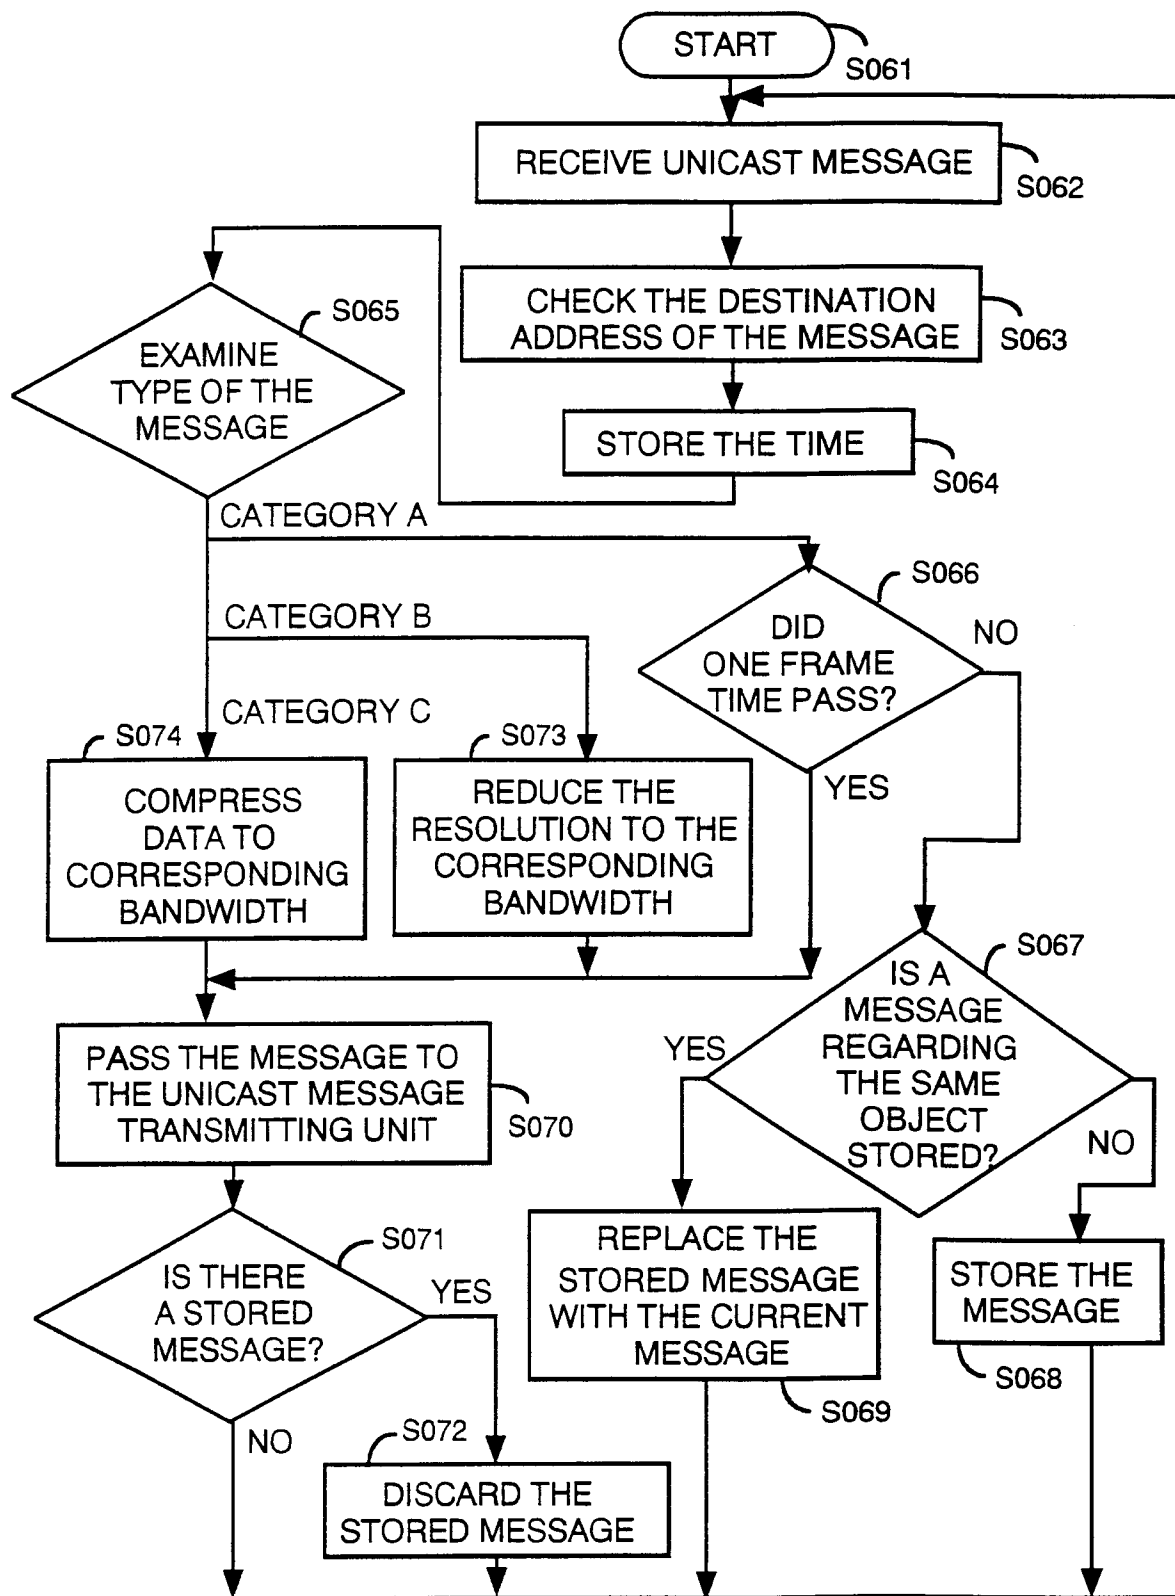 START
S061
RECEIVE UNICAST MESSAGE
S062
CHECK THE DESTINATION
ADDRESS OF THE MESSAGE
S063
STORE THE TIME
S064
S065
EXAMINE
TYPE OF THE
MESSAGE
CATEGORY A
CATEGORY B
CATEGORY C
S066
DID
ONE FRAME
TIME PASS?
NO
YES
S074
COMPRESS
DATA TO
CORRESPONDING
BANDWIDTH
S073
REDUCE THE
RESOLUTION TO THE
CORRESPONDING
BANDWIDTH
S067
IS A
MESSAGE
REGARDING
THE SAME
OBJECT
STORED?
YES
NO
PASS THE MESSAGE TO
THE UNICAST MESSAGE
TRANSMITTING UNIT
S070
S071
IS THERE
A STORED
MESSAGE?
YES
NO
S072
DISCARD THE
STORED MESSAGE
REPLACE THE
STORED MESSAGE
WITH THE CURRENT
MESSAGE
S069
STORE THE
MESSAGE
S068